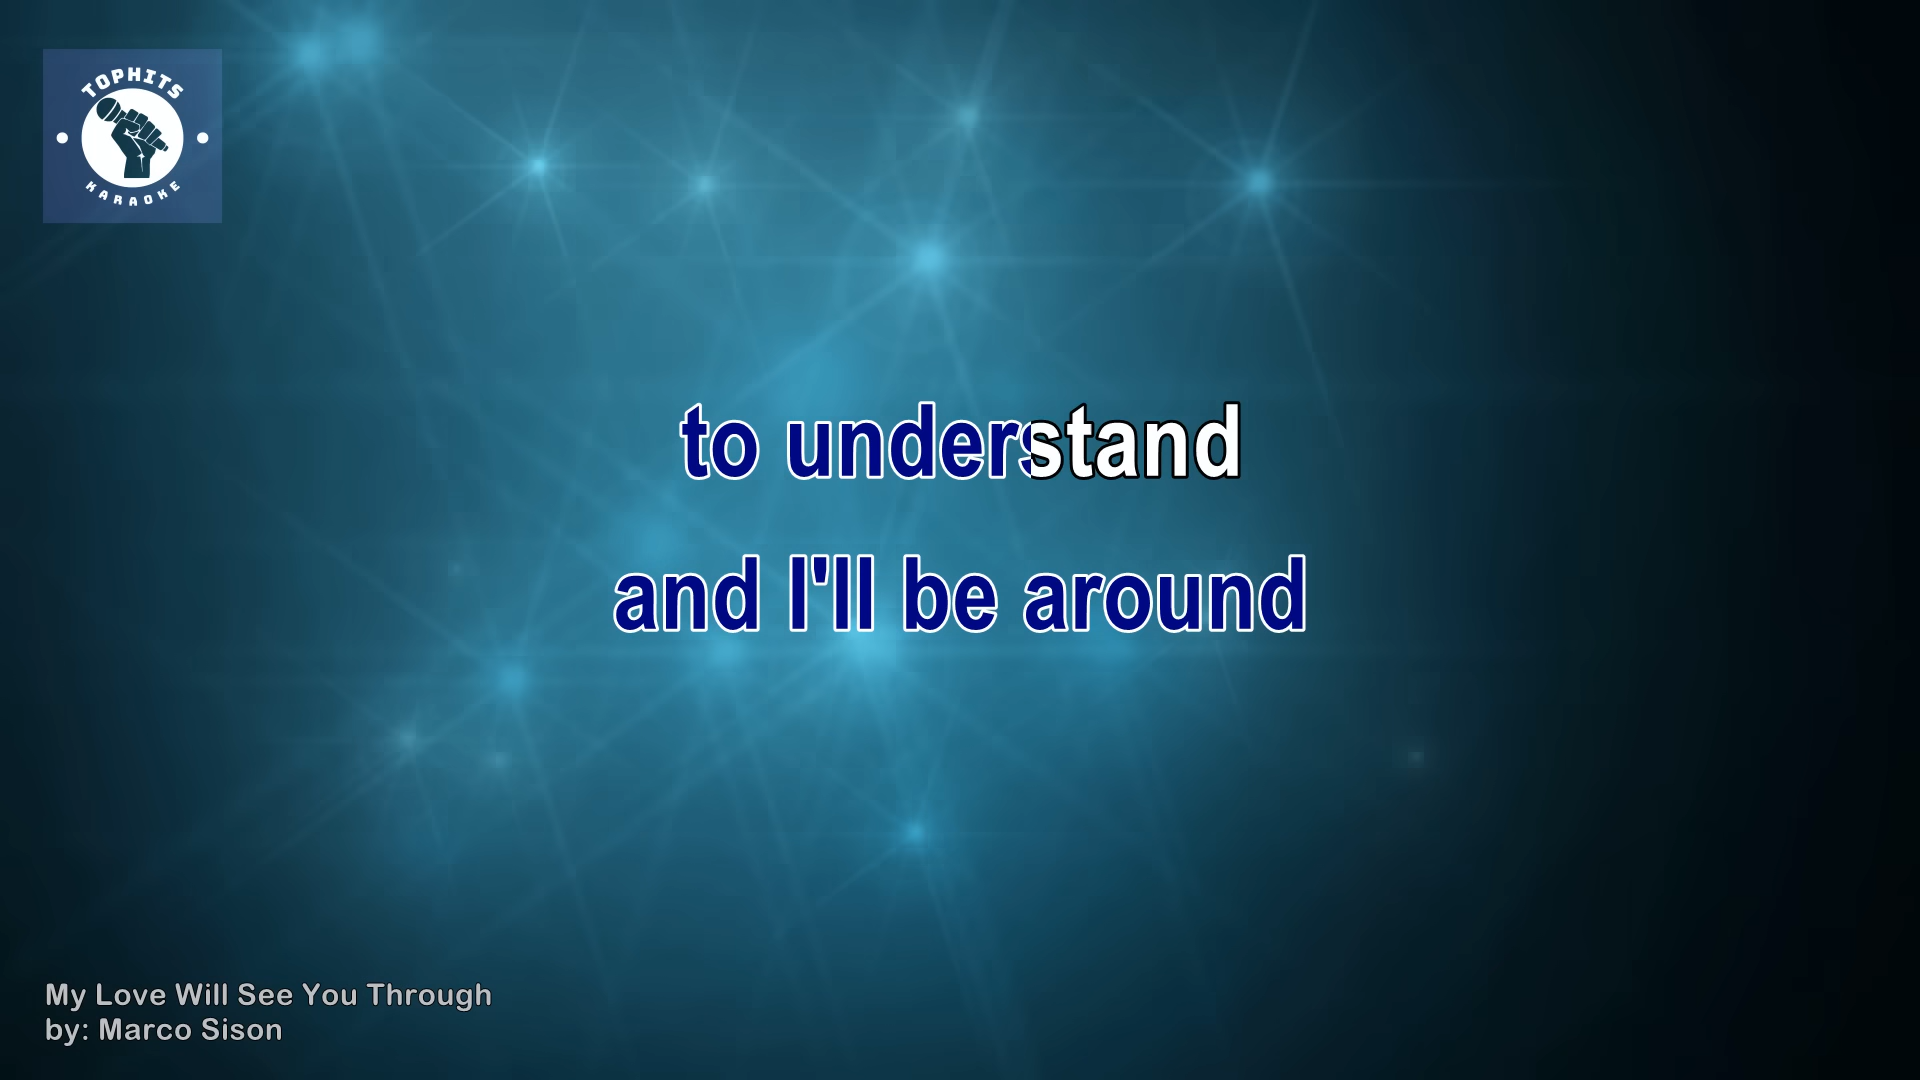 TOPHITS
KARAOKE
to understand
and I'll be around
My Love Will See You Through
by: Marco Sison